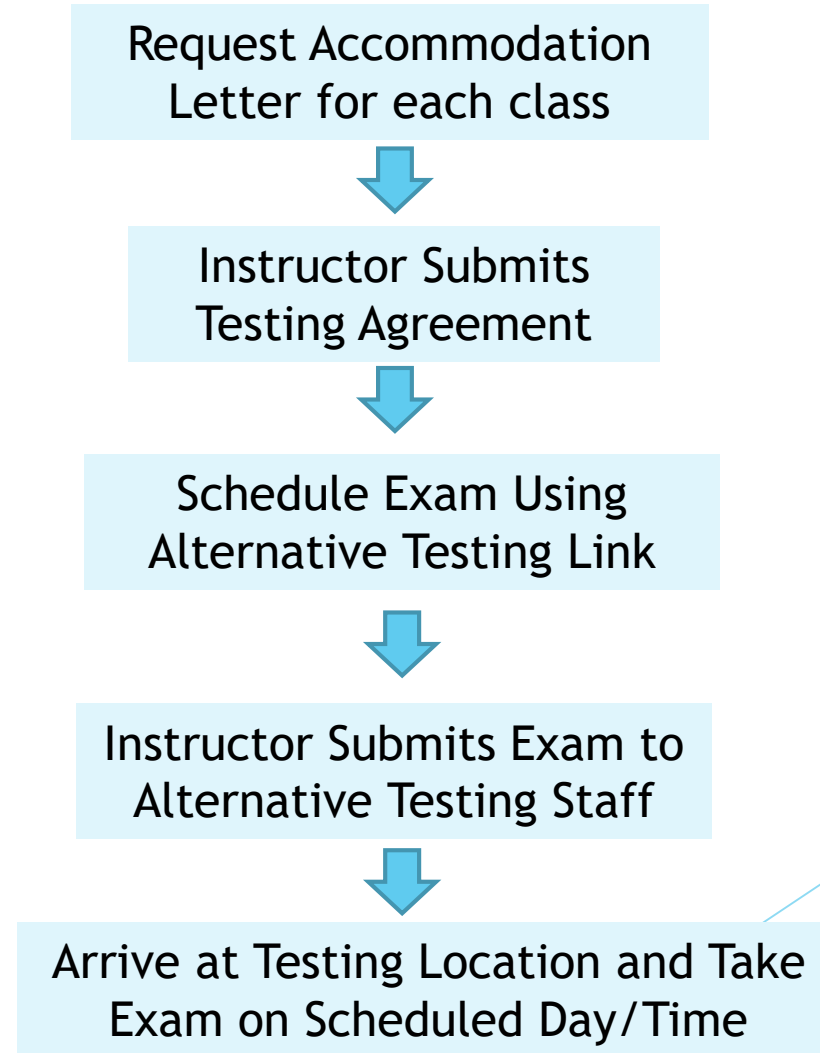 Request Accommodation
Letter for each class
Instructor Submits
Testing Agreement
Schedule Exam Using
Alternative Testing Link
Instructor Submits Exam to
Alternative Testing Staff
Arrive at Testing Location and Take
Exam on Scheduled Day/Time